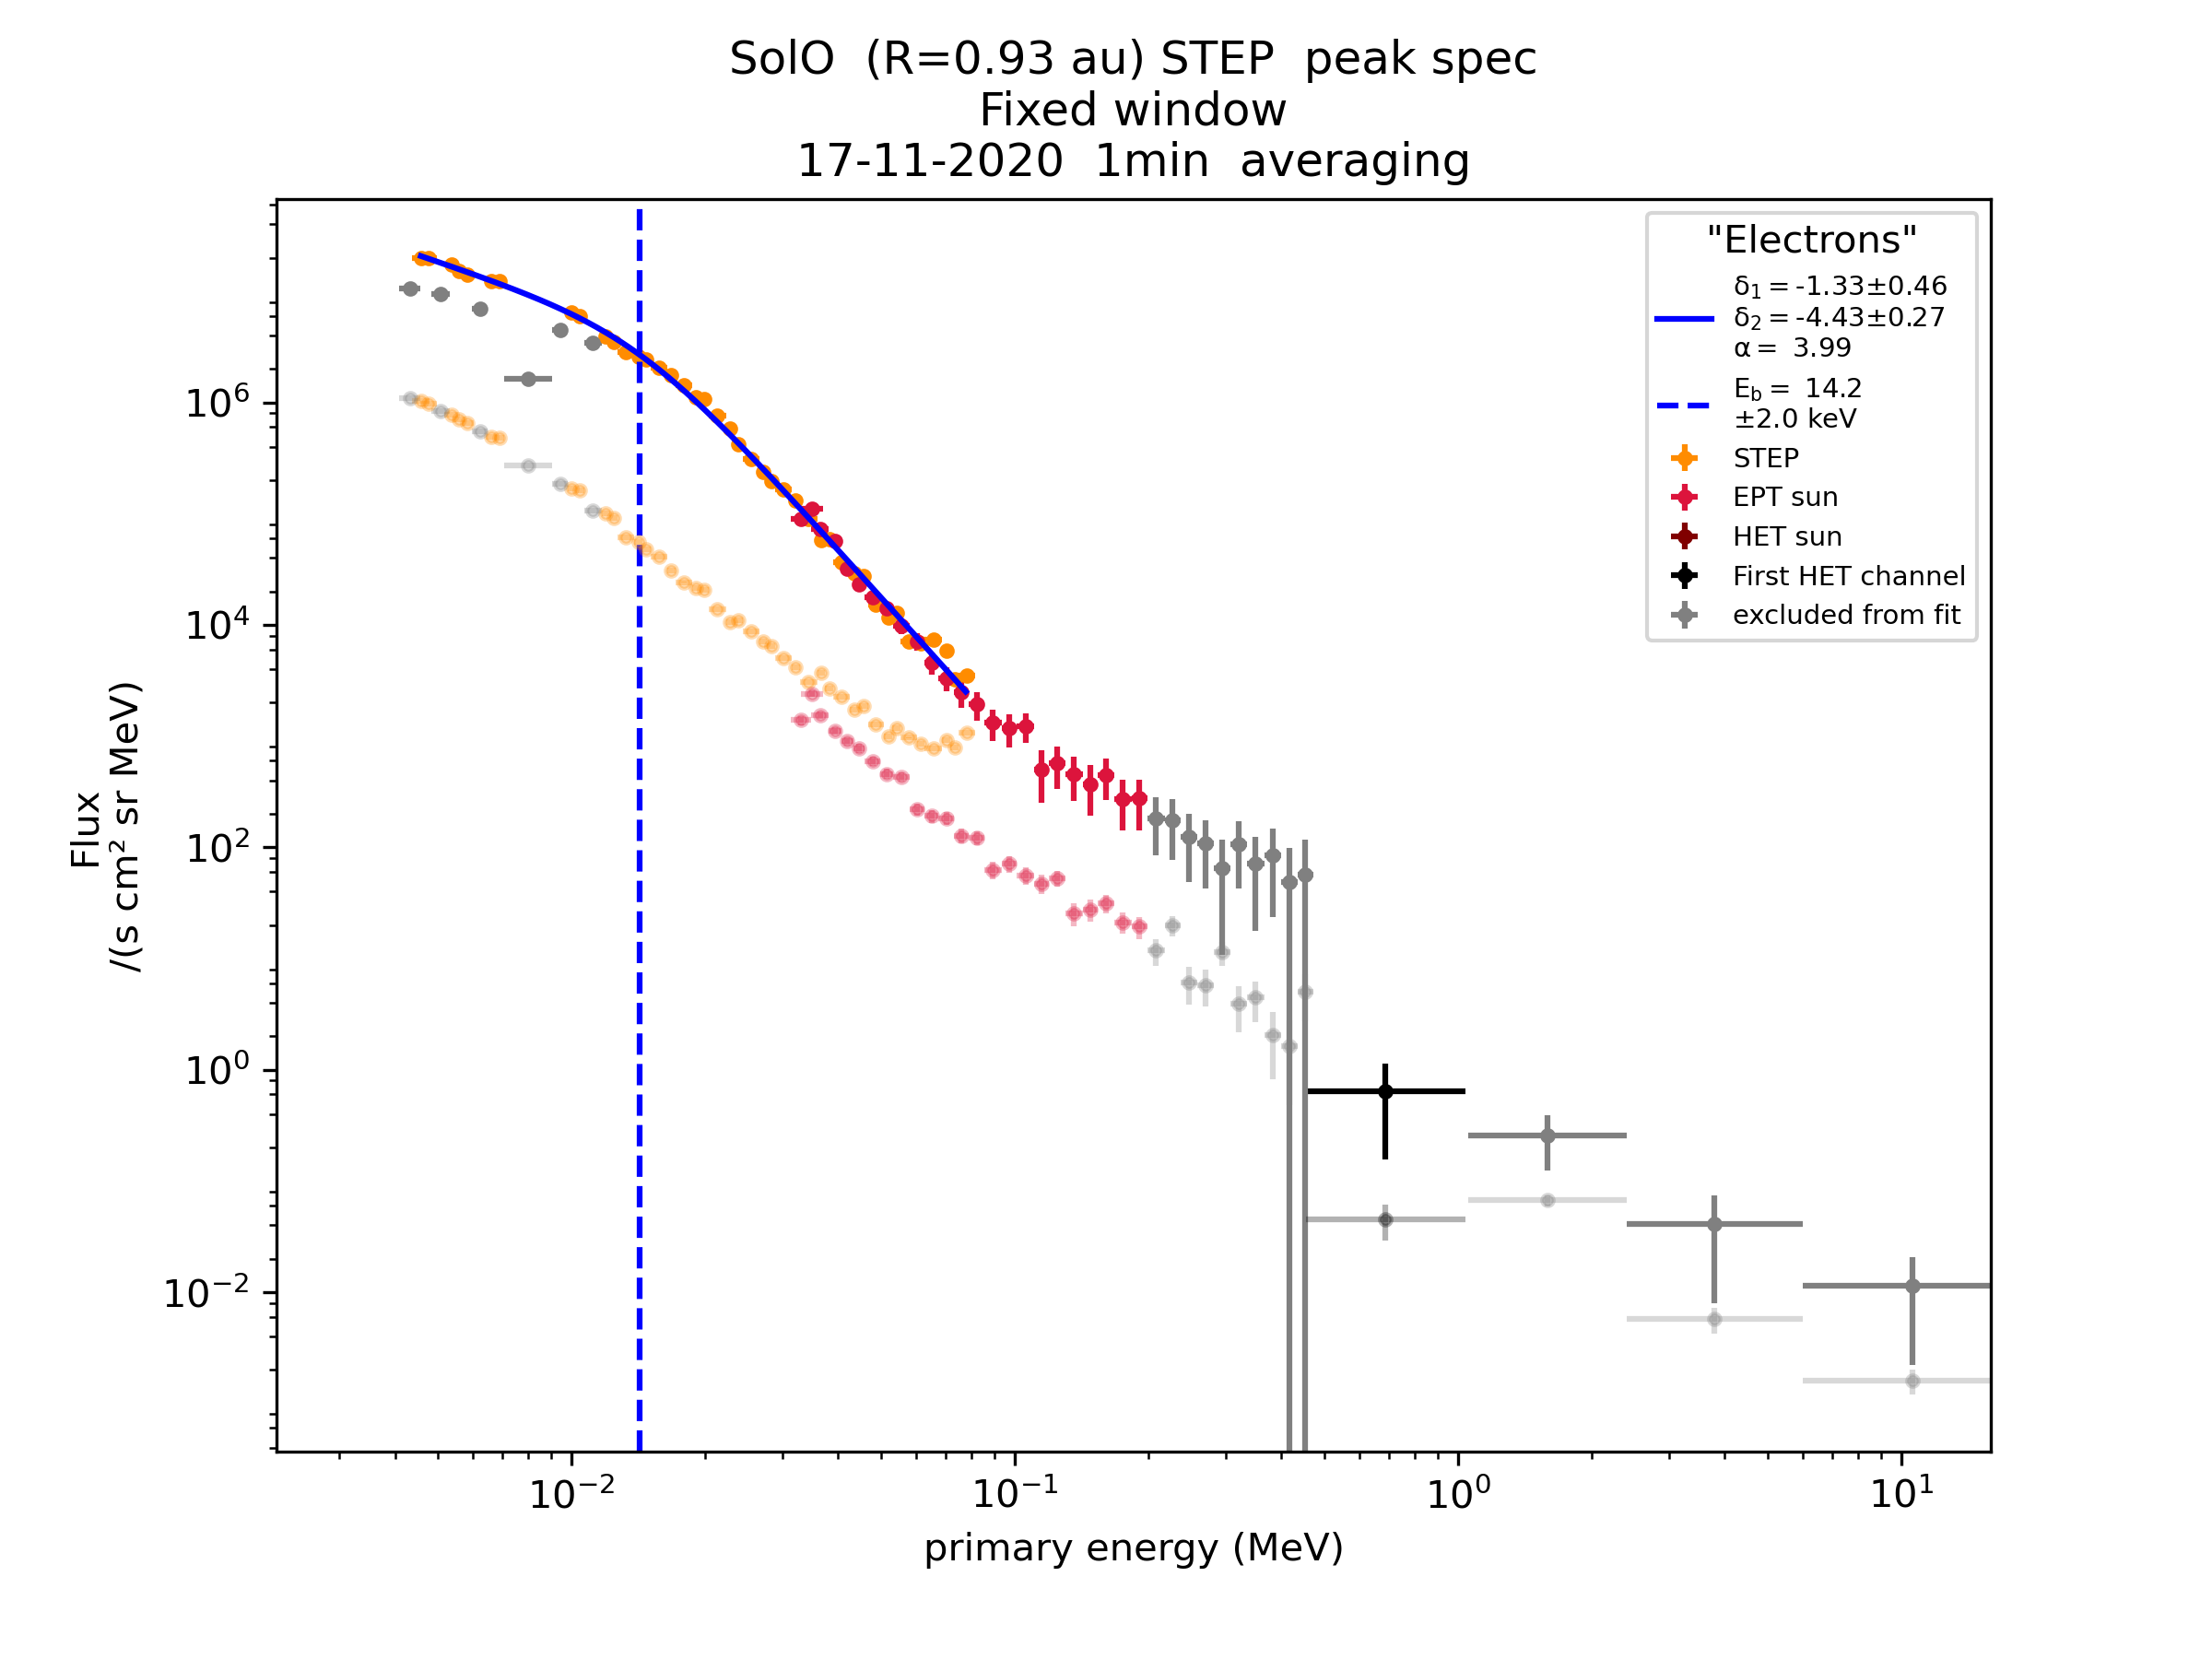 SolO  (R=0.93 au) STEP  peak spec
Fixed window
17-11-2020  1min  averaging
"Electrons"
δ₁ = -1.33±0.46
δ₂ = -4.43±0.27
α = 3.99
E_b = 14.2
±2.0 keV
STEP
EPT sun
HET sun
First HET channel
excluded from fit
Flux
/(s cm² sr MeV)
10⁶
10⁴
10²
10⁰
10⁻²
10⁻² 10⁻¹ 10⁰ 10¹
primary energy (MeV)